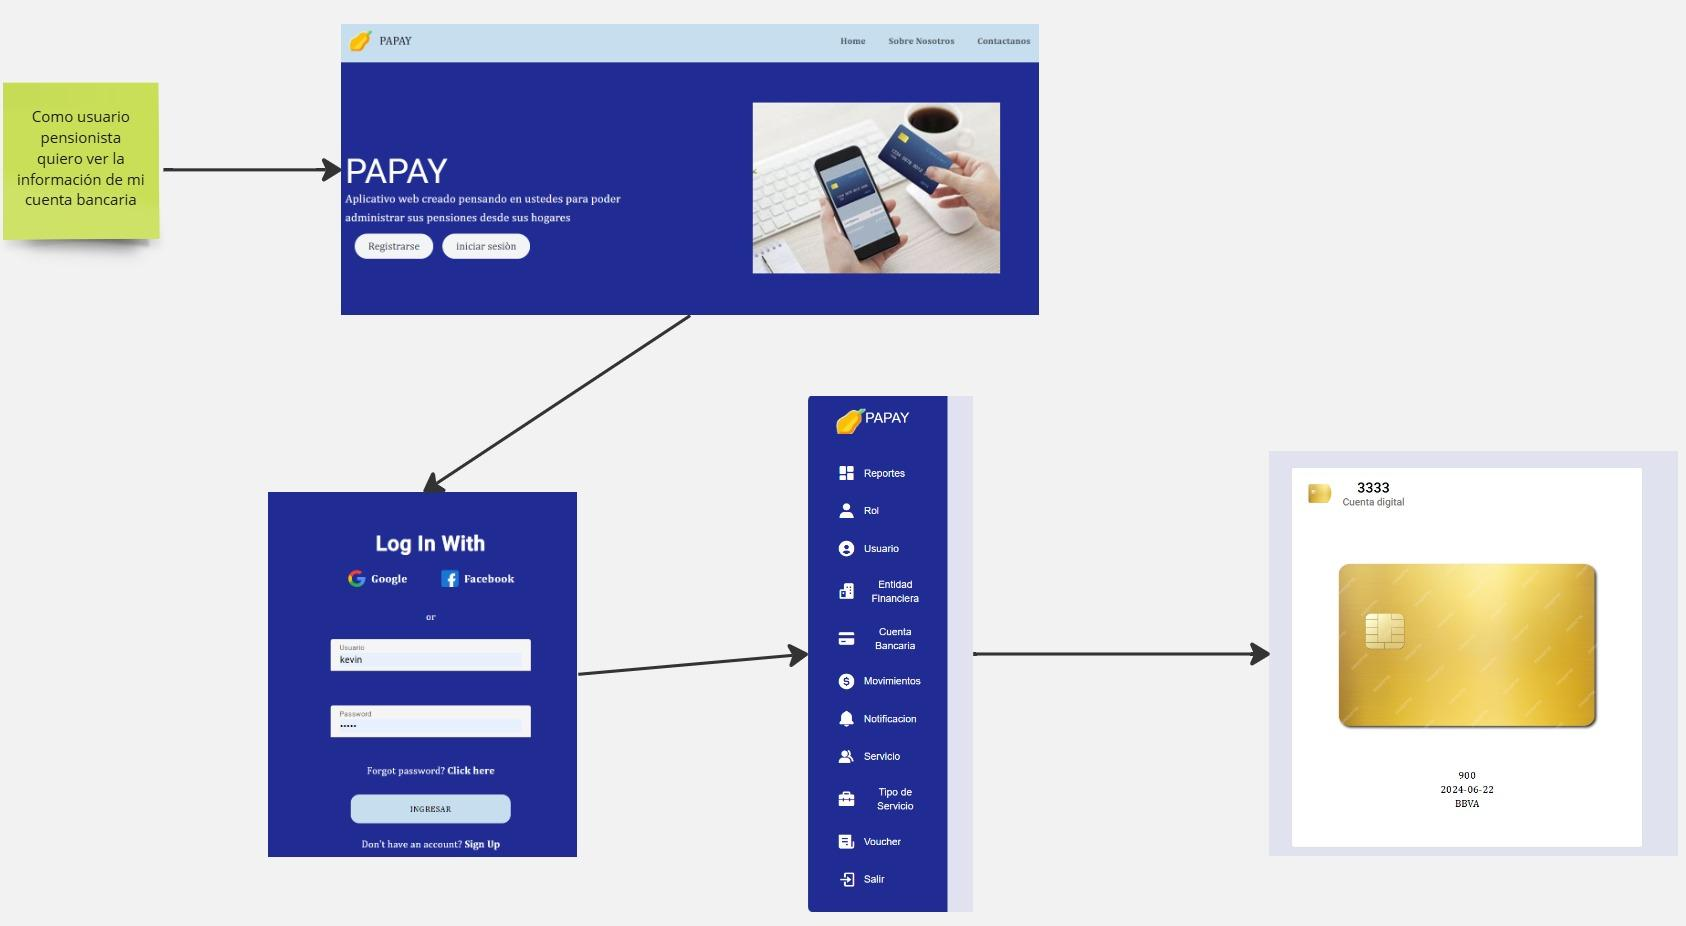 Como usuario
pensionista
quiero ver la
información de mi
cuenta bancaria
PAPAY
Home
Sobre Nosotros
Contactanos
PAPAY
Aplicativo web creado pensando en ustedes para poder
administrar sus pensiones desde sus hogares
Registrarse
iniciar sesiòn
Log In With
Google
Facebook
or
Usuario
kevin
Password
•••••
Forgot password? Click here
INGRESAR
Don't have an account? Sign Up
PAPAY
Reportes
Rol
Usuario
Entidad
Financiera
Cuenta
Bancaria
Movimientos
Notificacion
Servicio
Tipo de
Servicio
Voucher
Salir
3333
Cuenta digital
900
2024-06-22
BBVA